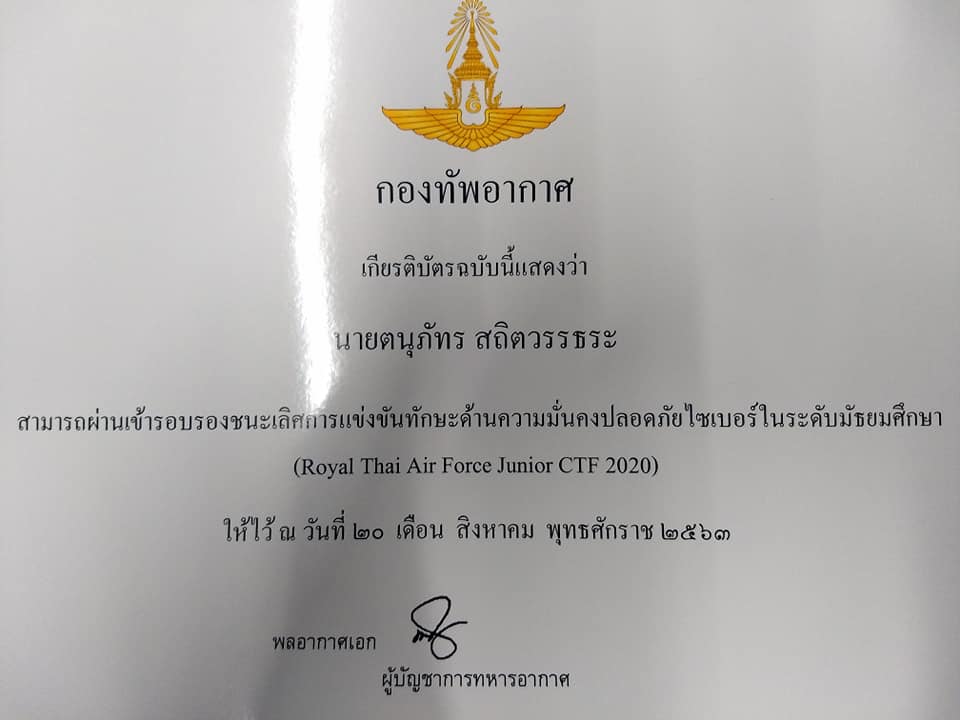 กองทัพอากาศ
เกียรติบัตรฉบับนี้แสดงว่า
นายตนุภัทร สถิตวรรธระ
สามารถผ่านเข้ารอบรองชนะเลิศการแข่งขันทักษะด้านความมั่นคงปลอดภัยไซเบอร์ในระดับมัธยมศึกษา
(Royal Thai Air Force Junior CTF 2020)
ให้ไว้ ณ วันที่ ๒๐ เดือน สิงหาคม พุทธศักราช ๒๕๖๓
พลอากาศเอก
ผู้บัญชาการทหารอากาศ